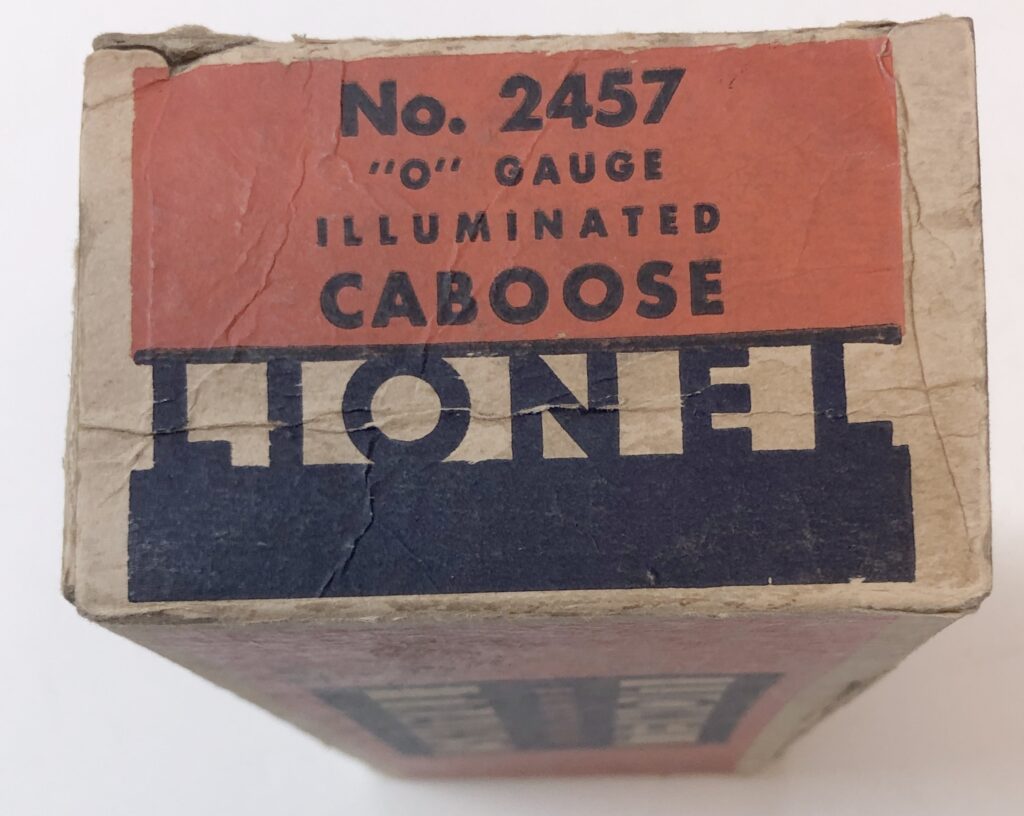 No. 2457
"O" GAUGE
ILLUMINATED
CABOOSE
LIONEL